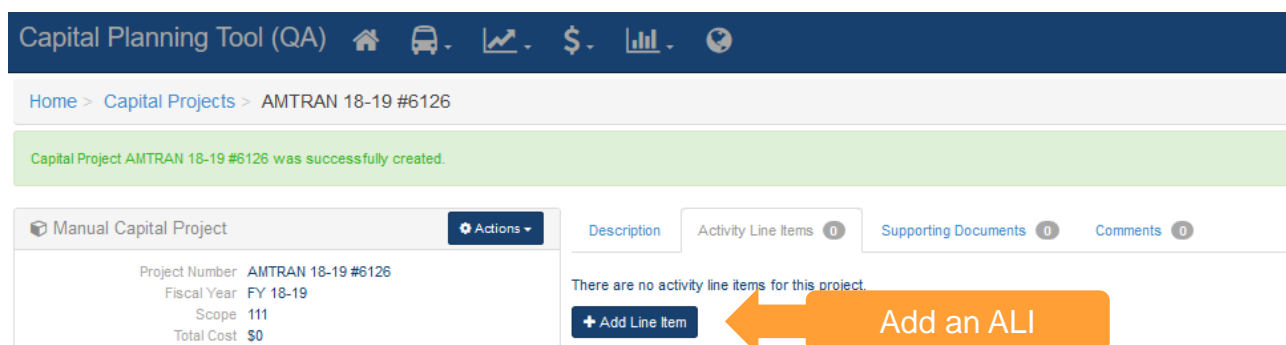 Capital Planning Tool (QA)
Home > Capital Projects > AMTRAN 18-19 #6126
Capital Project AMTRAN 18-19 #6126 was successfully created.
Manual Capital Project
Actions
Project Number AMTRAN 18-19 #6126
Fiscal Year FY 18-19
Scope 111
Total Cost $0
Description Activity Line Items 0 Supporting Documents 0 Comments 0
There are no activity line items for this project.
+ Add Line Item
Add an ALI